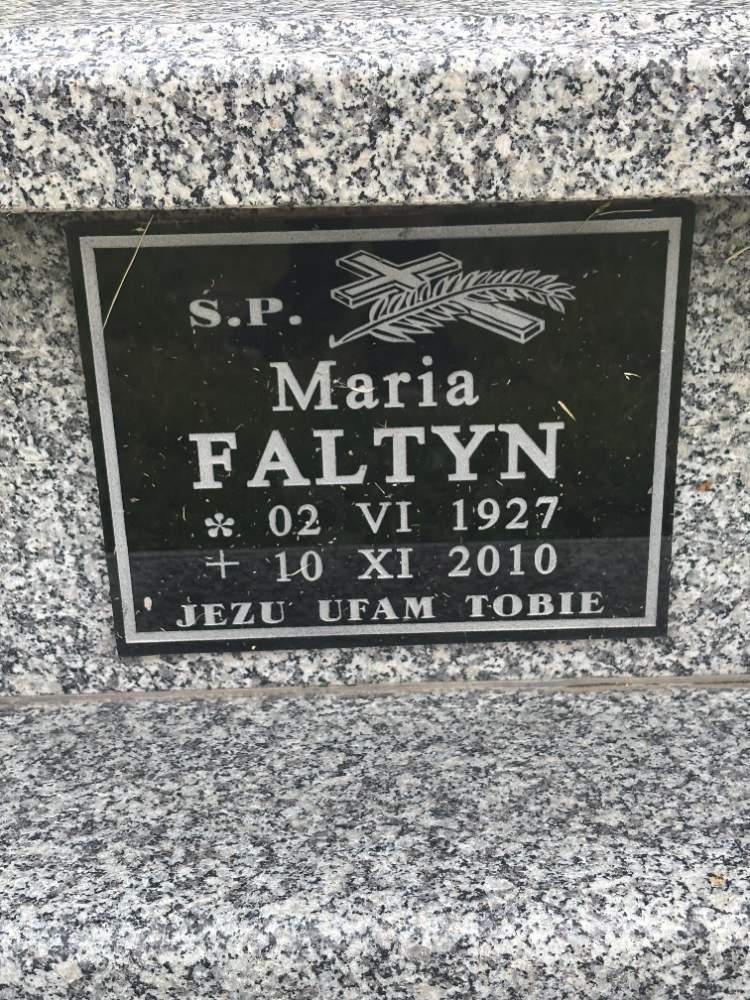 Ś.P.
Maria
FALTYN
* 02 VI 1927
+ 10 XI 2010
JEZU UFAM TOBIE